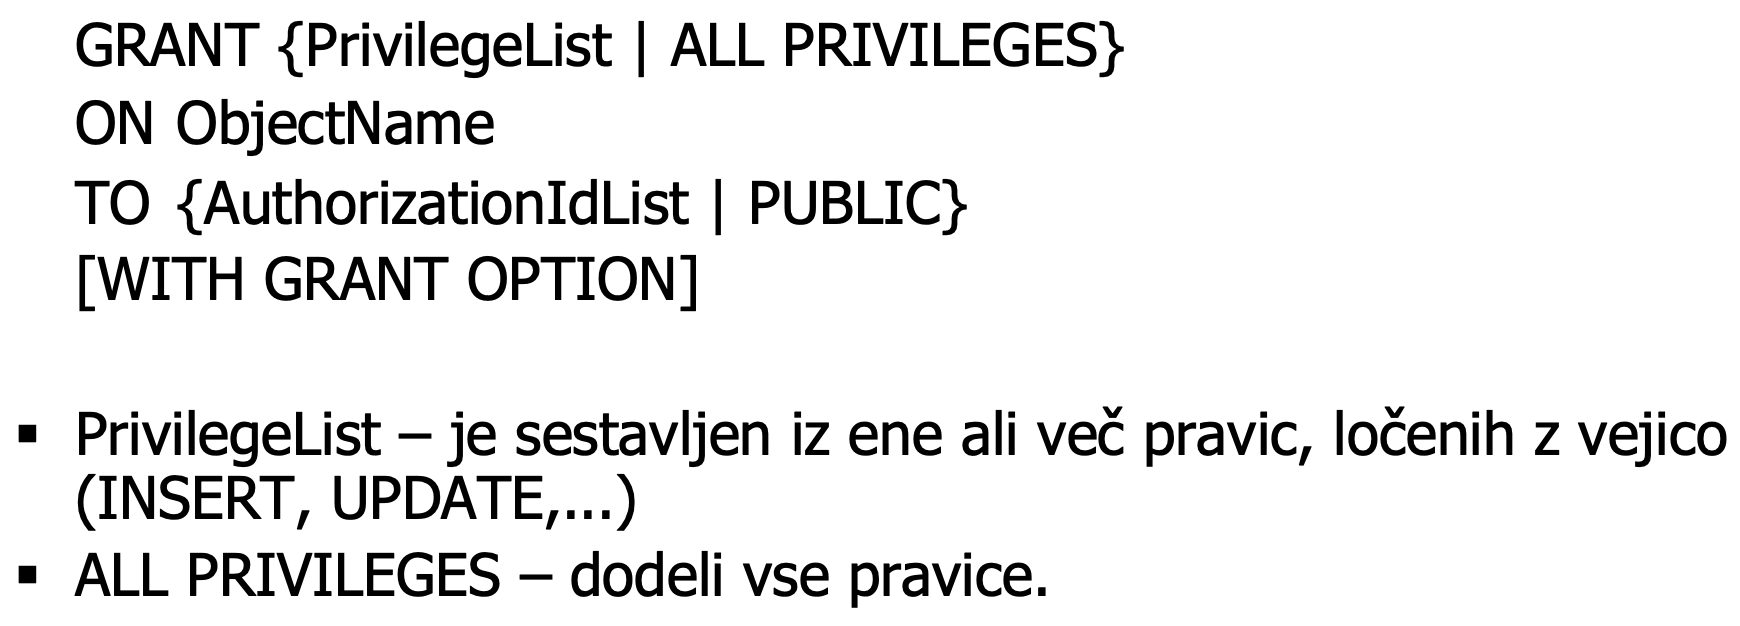 GRANT {PrivilegeList | ALL PRIVILEGES}
ON ObjectName
TO {AuthorizationIdList | PUBLIC}
[WITH GRANT OPTION]
▪ PrivilegeList – je sestavljen iz ene ali več pravic, ločenih z vejico
(INSERT, UPDATE,...)
▪ ALL PRIVILEGES – dodeli vse pravice.